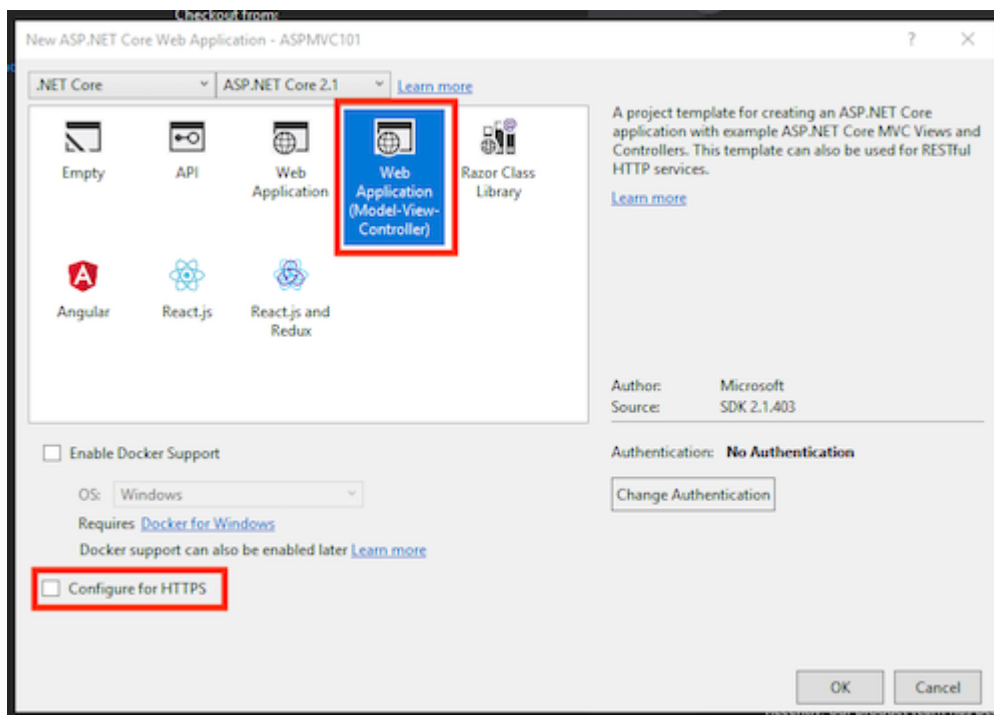 Checkout from:
New ASP.NET Core Web Application - ASPMVC101
? ×
.NET Core
ASP.NET Core 2.1
Learn more
Empty
API
Web
Application
Web
Application
(Model-View-
Controller)
Razor Class
Library
Angular
React.js
React.js and
Redux
A project template for creating an ASP.NET Core
application with example ASP.NET Core MVC Views and
Controllers. This template can also be used for RESTful
HTTP services.
Learn more
Author: Microsoft
Source: SDK 2.1.403
Enable Docker Support
OS: Windows
Requires Docker for Windows
Docker support can also be enabled later Learn more
Configure for HTTPS
Authentication: No Authentication
Change Authentication
OK
Cancel